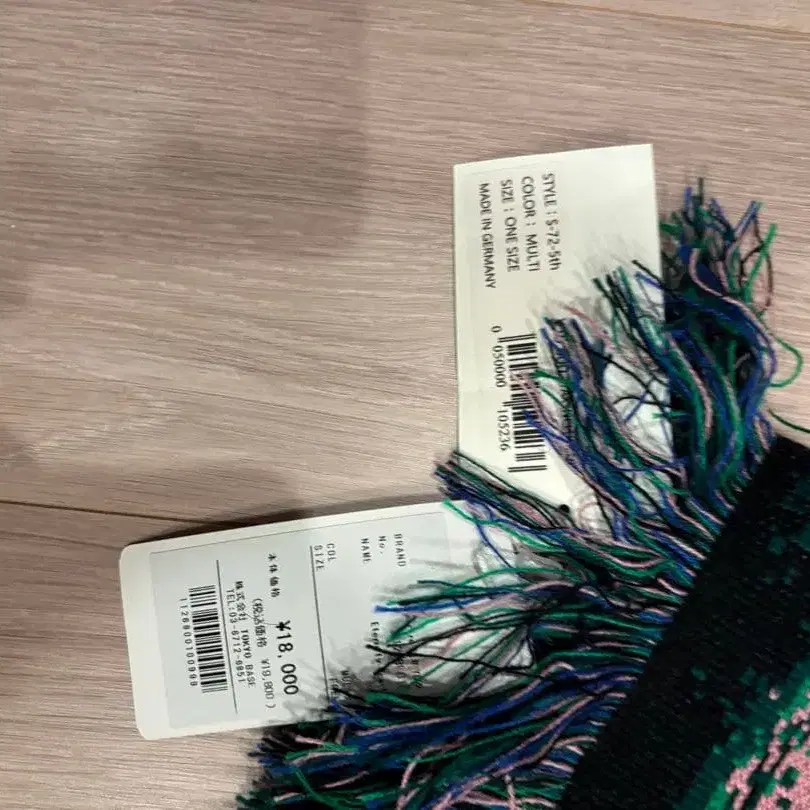 STYLE : S-72-5th
COLOR : MULTI
SIZE : ONE SIZE
MADE IN GERMANY
0 050000 105236
BRAND
No.
NAME
COL
SIZE
本体価格 ¥18,000
(税込価格 ¥19,800)
株式会社 TOKYO BASE
TEL:03-6712-6951